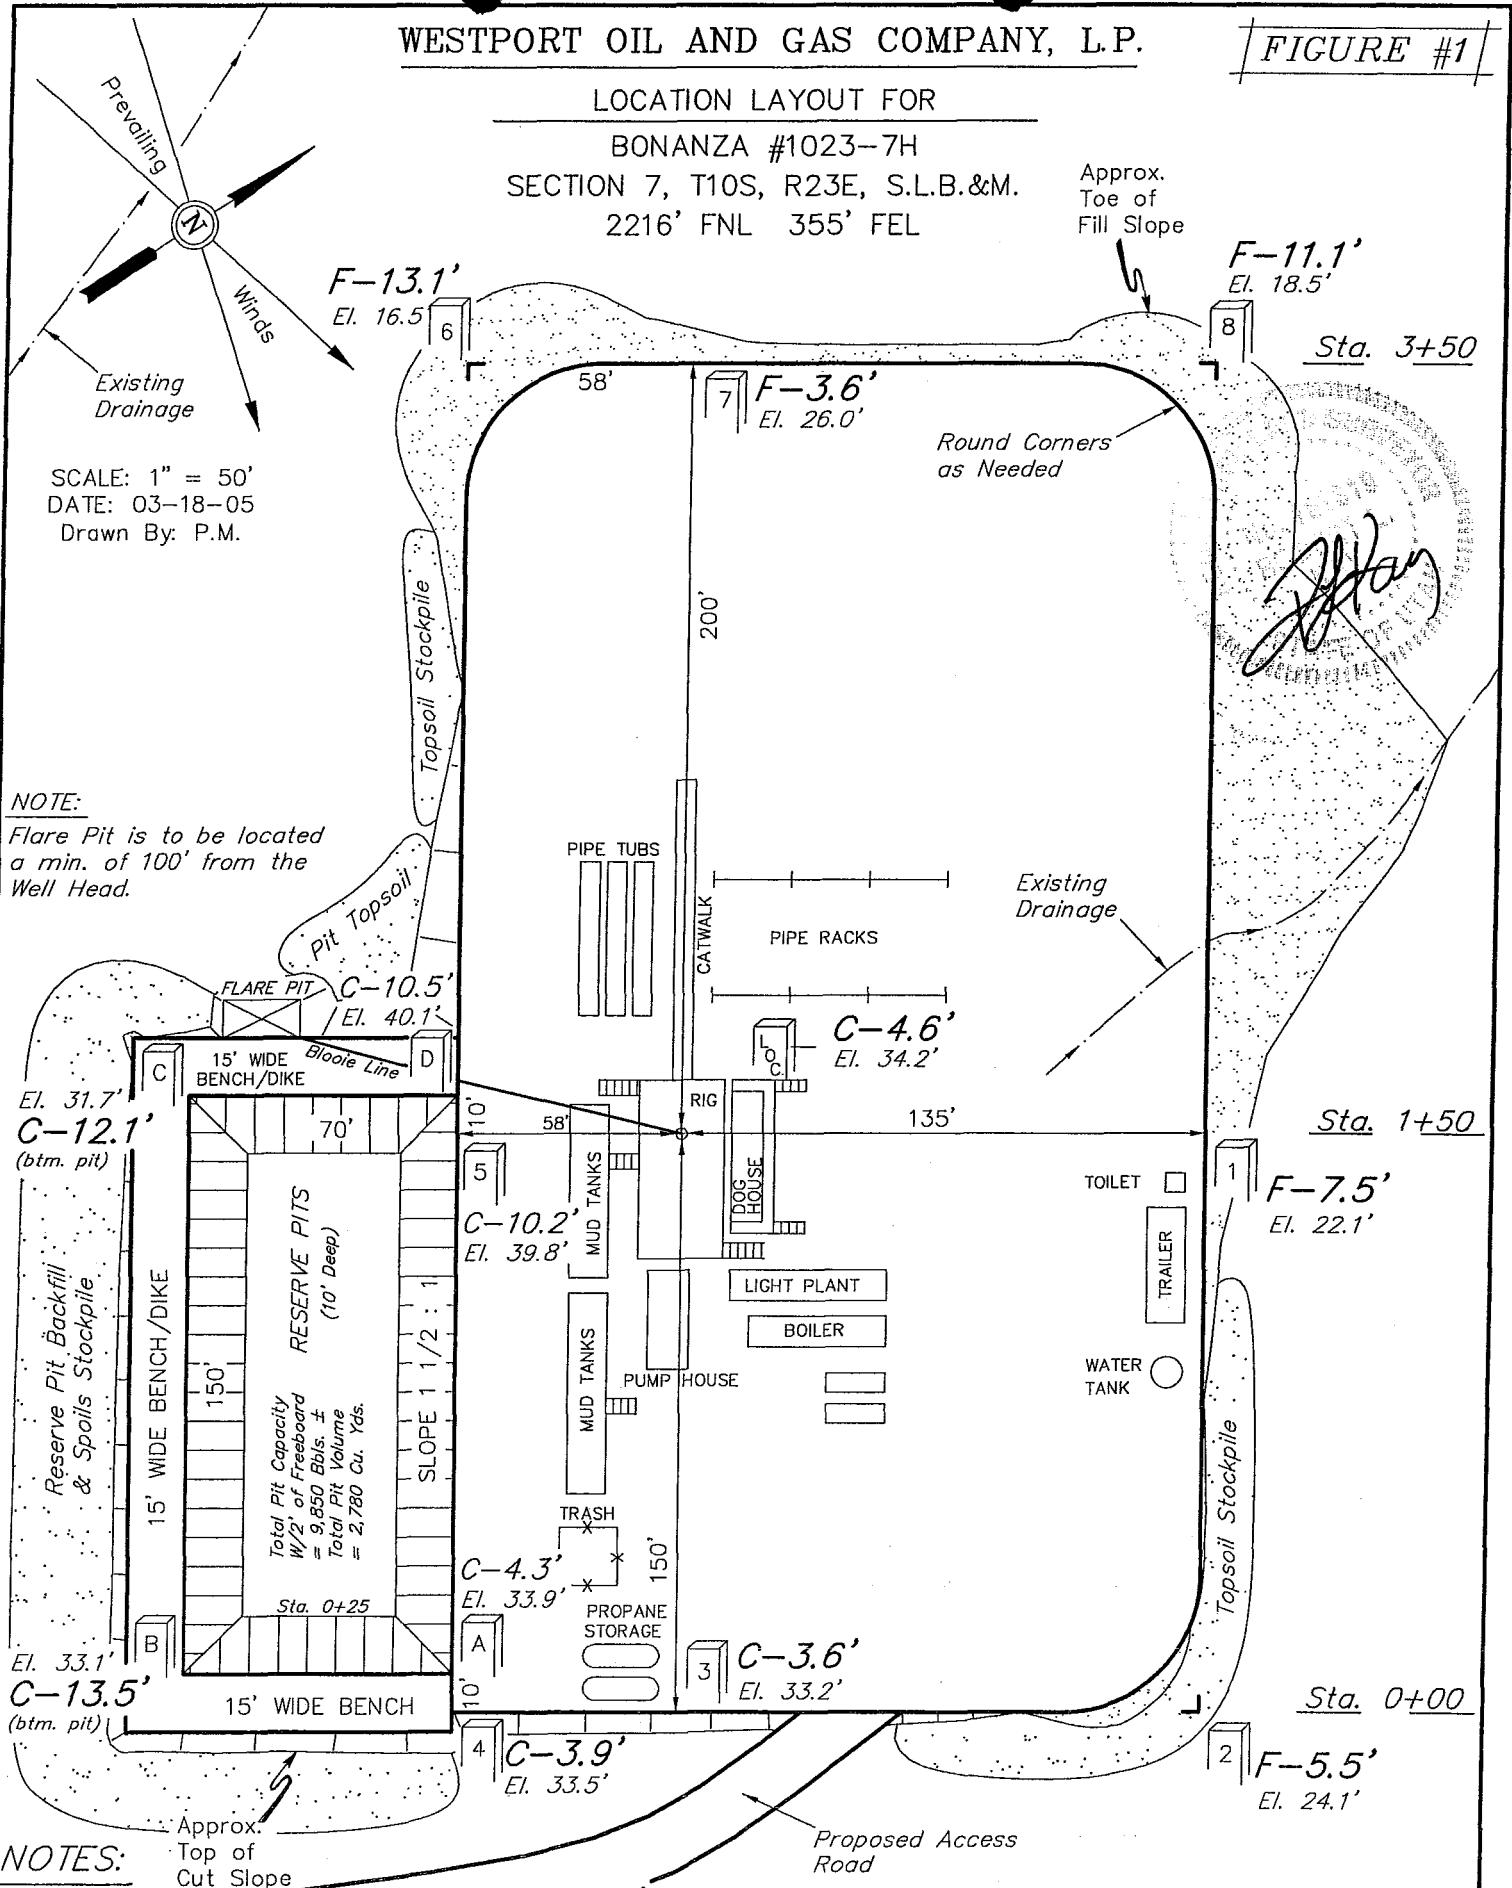 WESTPORT OIL AND GAS COMPANY, L.P.
FIGURE #1
LOCATION LAYOUT FOR
BONANZA #1023-7H
SECTION 7, T10S, R23E, S.L.B.&M.
2216' FNL 355' FEL
Prevailing
N
Winds
Existing
Drainage
SCALE: 1" = 50'
DATE: 03-18-05
Drawn By: P.M.
Approx.
Toe of
Fill Slope
F-13.1'
El. 16.5
6
F-11.1'
El. 18.5'
8
Sta. 3+50
58'
7
F-3.6'
El. 26.0'
Round Corners
as Needed
200'
Topsoil Stockpile
NOTE:
Flare Pit is to be located
a min. of 100' from the
Well Head.
Pit Topsoil
PIPE TUBS
CATWALK
PIPE RACKS
Existing
Drainage
FLARE PIT
C-10.5'
El. 40.1'
D
LOC.
C-4.6'
El. 34.2'
C
15' WIDE
BENCH/DIKE
Blooie Line
El. 31.7'
C-12.1'
(btm. pit)
70'
10'
58'
RIG
135'
Sta. 1+50
5
C-10.2'
El. 39.8'
MUD TANKS
DOG
HOUSE
TOILET
1
F-7.5'
El. 22.1'
TRAILER
LIGHT PLANT
BOILER
PUMP HOUSE
MUD TANKS
WATER
TANK
Reserve Pit Backfill
& Spoils Stockpile
15' WIDE BENCH/DIKE
150'
RESERVE PITS
(10' Deep)
Total Pit Capacity
W/2' of Freeboard
= 9,850 Bbls. ±
Total Pit Volume
= 2,780 Cu. Yds.
SLOPE 1 1/2 : 1
TRASH
C-4.3'
El. 33.9'
150'
PROPANE
STORAGE
Topsoil Stockpile
Sta. 0+25
B
El. 33.1'
C-13.5'
(btm. pit)
A
10'
15' WIDE BENCH
3
C-3.6'
El. 33.2'
Sta. 0+00
4
C-3.9'
El. 33.5'
2
F-5.5'
El. 24.1'
Approx.
Top of
Cut Slope
Proposed Access
Road
NOTES: